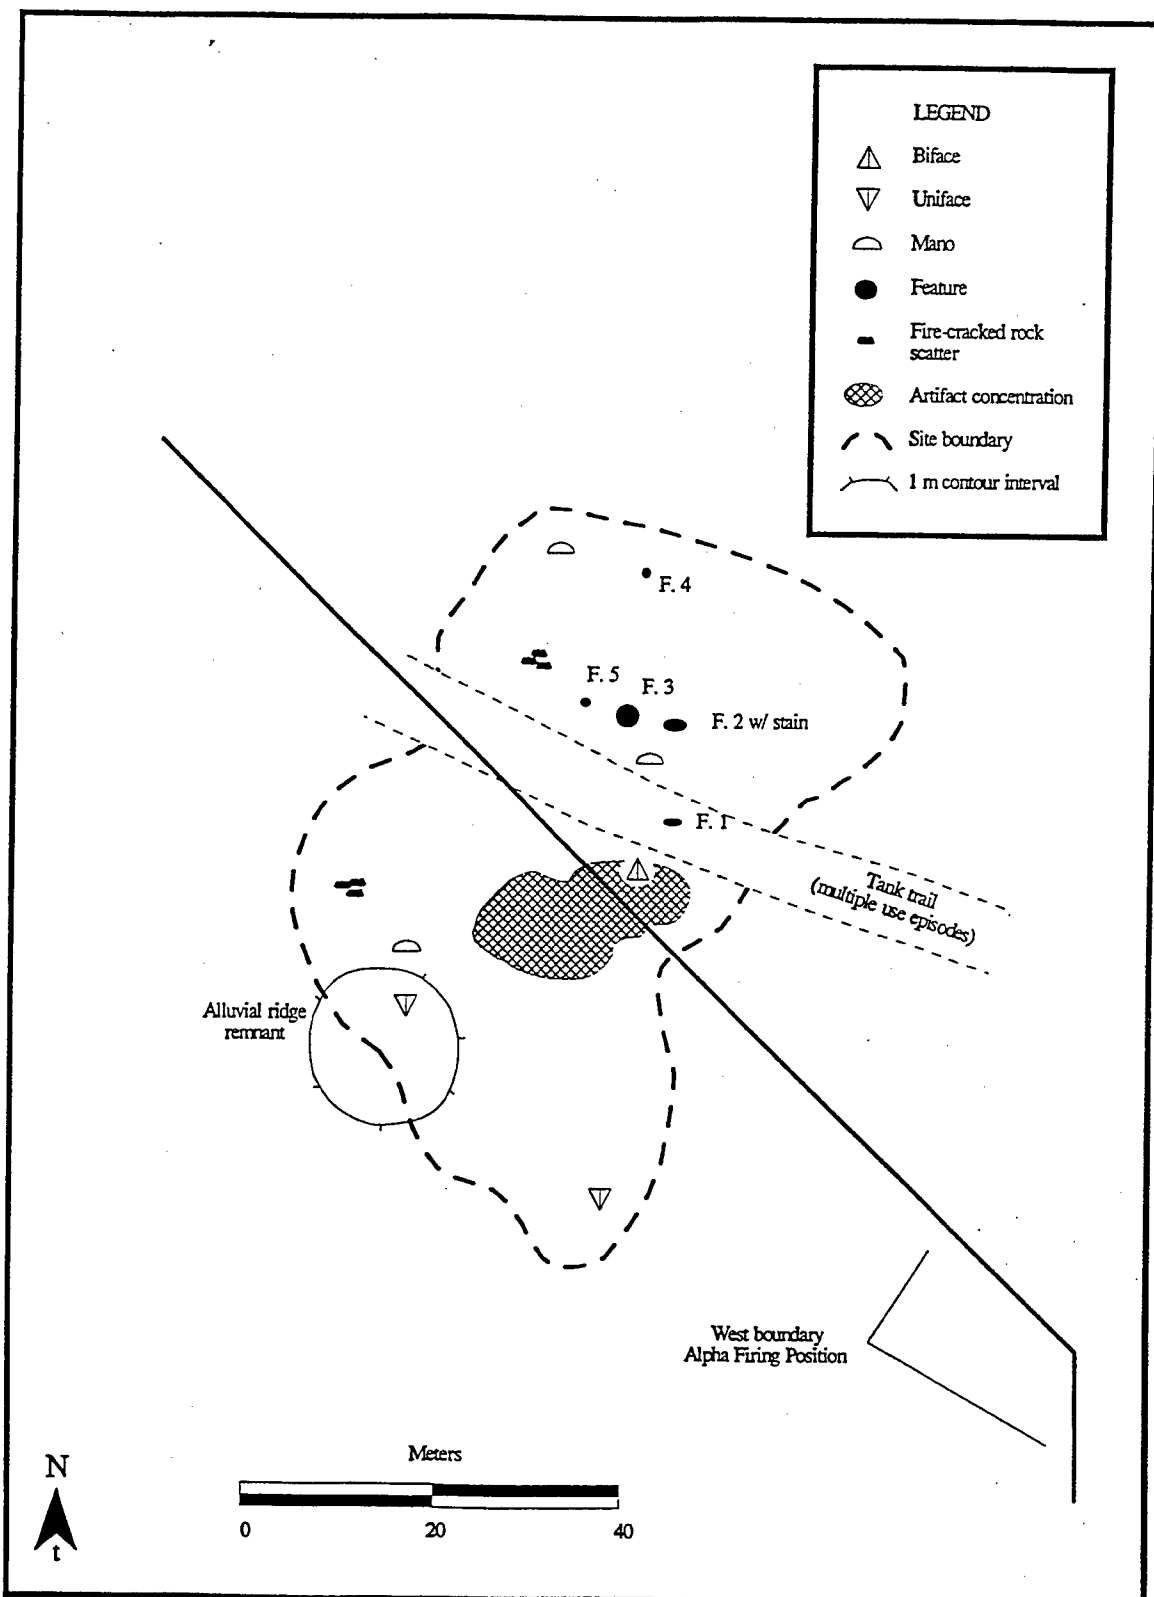 LEGEND
Biface
Uniface
Mano
Feature
Fire-cracked rock
scatter
Artifact concentration
Site boundary
1 m contour interval
F. 4
F. 5
F. 3
F. 2 w/ stain
F. 1
Tank trail
(multiple use episodes)
Alluvial ridge
remnant
West boundary
Alpha Firing Position
Meters
0
20
40
N
t